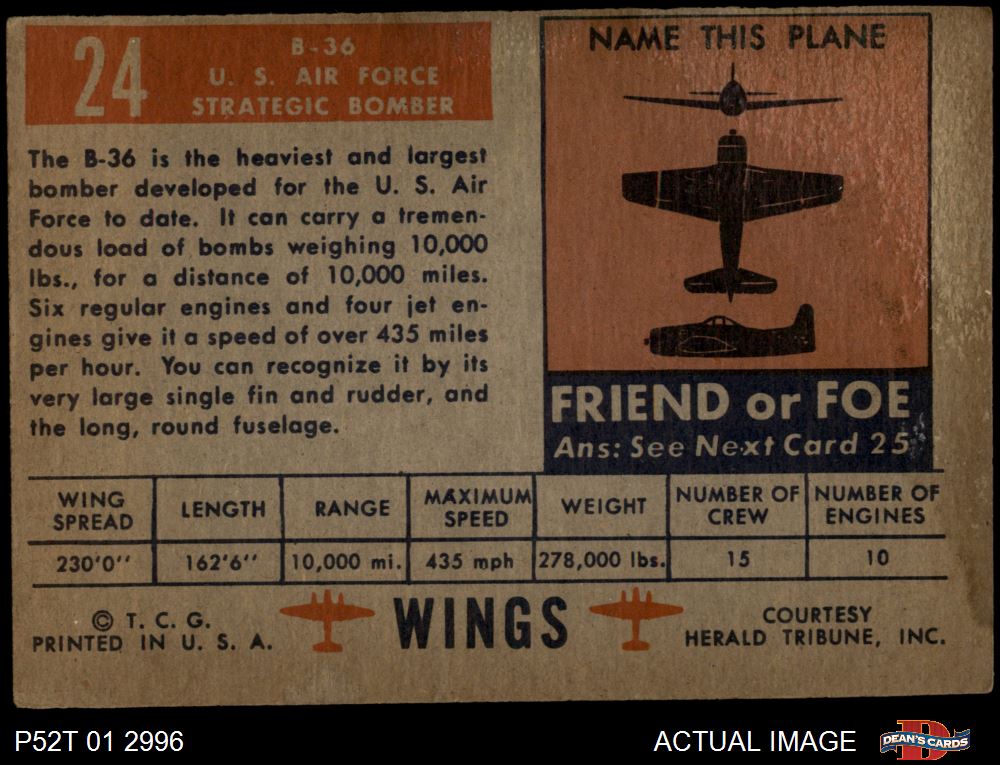 24
B-36
U. S. AIR FORCE
STRATEGIC BOMBER
The B-36 is the heaviest and largest
bomber developed for the U. S. Air
Force to date. It can carry a tremen-
dous load of bombs weighing 10,000
lbs., for a distance of 10,000 miles.
Six regular engines and four jet en-
gines give it a speed of over 435 miles
per hour. You can recognize it by its
very large single fin and rudder, and
the long, round fuselage.
NAME THIS PLANE
FRIEND or FOE
Ans: See Next Card 25
WING SPREAD LENGTH RANGE MAXIMUM SPEED WEIGHT NUMBER OF CREW NUMBER OF ENGINES
230'0" 162'6" 10,000 mi. 435 mph 278,000 lbs. 15 10
© T. C. G.
PRINTED IN U. S. A.
WINGS
COURTESY
HERALD TRIBUNE, INC.
P52T 01 2996
ACTUAL IMAGE
D
DEAN'S CARDS